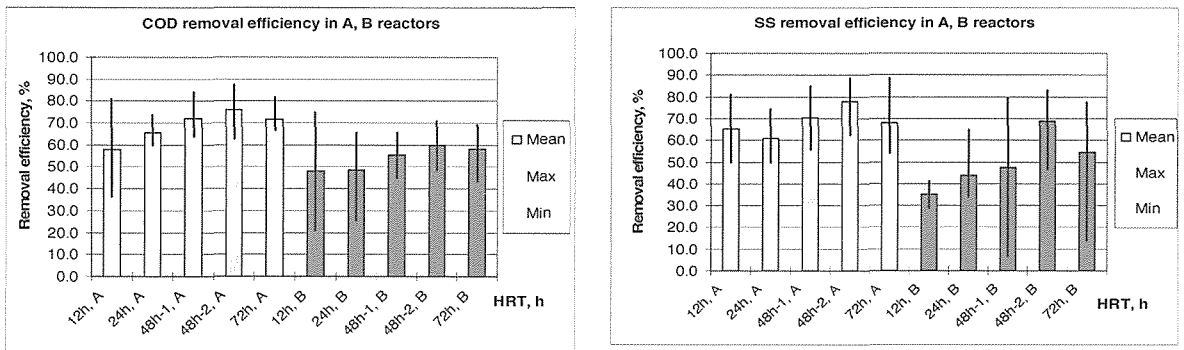 COD removal efficiency in A, B reactors
Removal efficiency, %
100.0
90.0
80.0
70.0
60.0
50.0
40.0
30.0
20.0
10.0
0.0
12h, A
24h, A
48h-1, A
48h-2, A
72h, A
12h, B
24h, B
48h-1, B
48h-2, B
72h, B
HRT, h
Mean
Max
Min
SS removal efficiency in A, B reactors
Removal efficiency, %
100.0
90.0
80.0
70.0
60.0
50.0
40.0
30.0
20.0
10.0
0.0
12h, A
24h, A
48h-1, A
48h-2, A
72h, A
12h, B
24h, B
48h-1, B
48h-2, B
72h, B
HRT, h
Mean
Max
Min